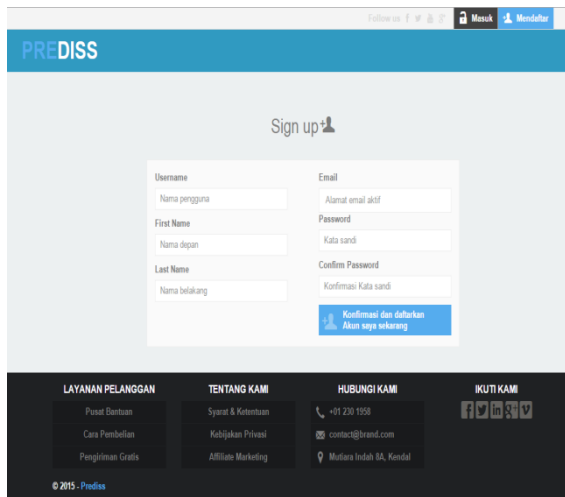 Follow us:
Masuk
Mendaftar
PREDISS
Sign up
Username
Nama pengguna
First Name
Nama depan
Last Name
Nama belakang
Email
Alamat email aktif
Password
Kata sandi
Confirm Password
Konfirmasi Kata sandi
Konfirmasi dan daftarkan
Akun saya sekarang
LAYANAN PELANGGAN
Pusat Bantuan
Cara Pembelian
Pengiriman Gratis
TENTANG KAMI
Syarat & Ketentuan
Kebijakan Privasi
Affiliate Marketing
HUBUNGI KAMI
+01 230 1958
contact@brand.com
Mutiara Indah 8A, Kendal
IKUTI KAMI
© 2015 - Prediss